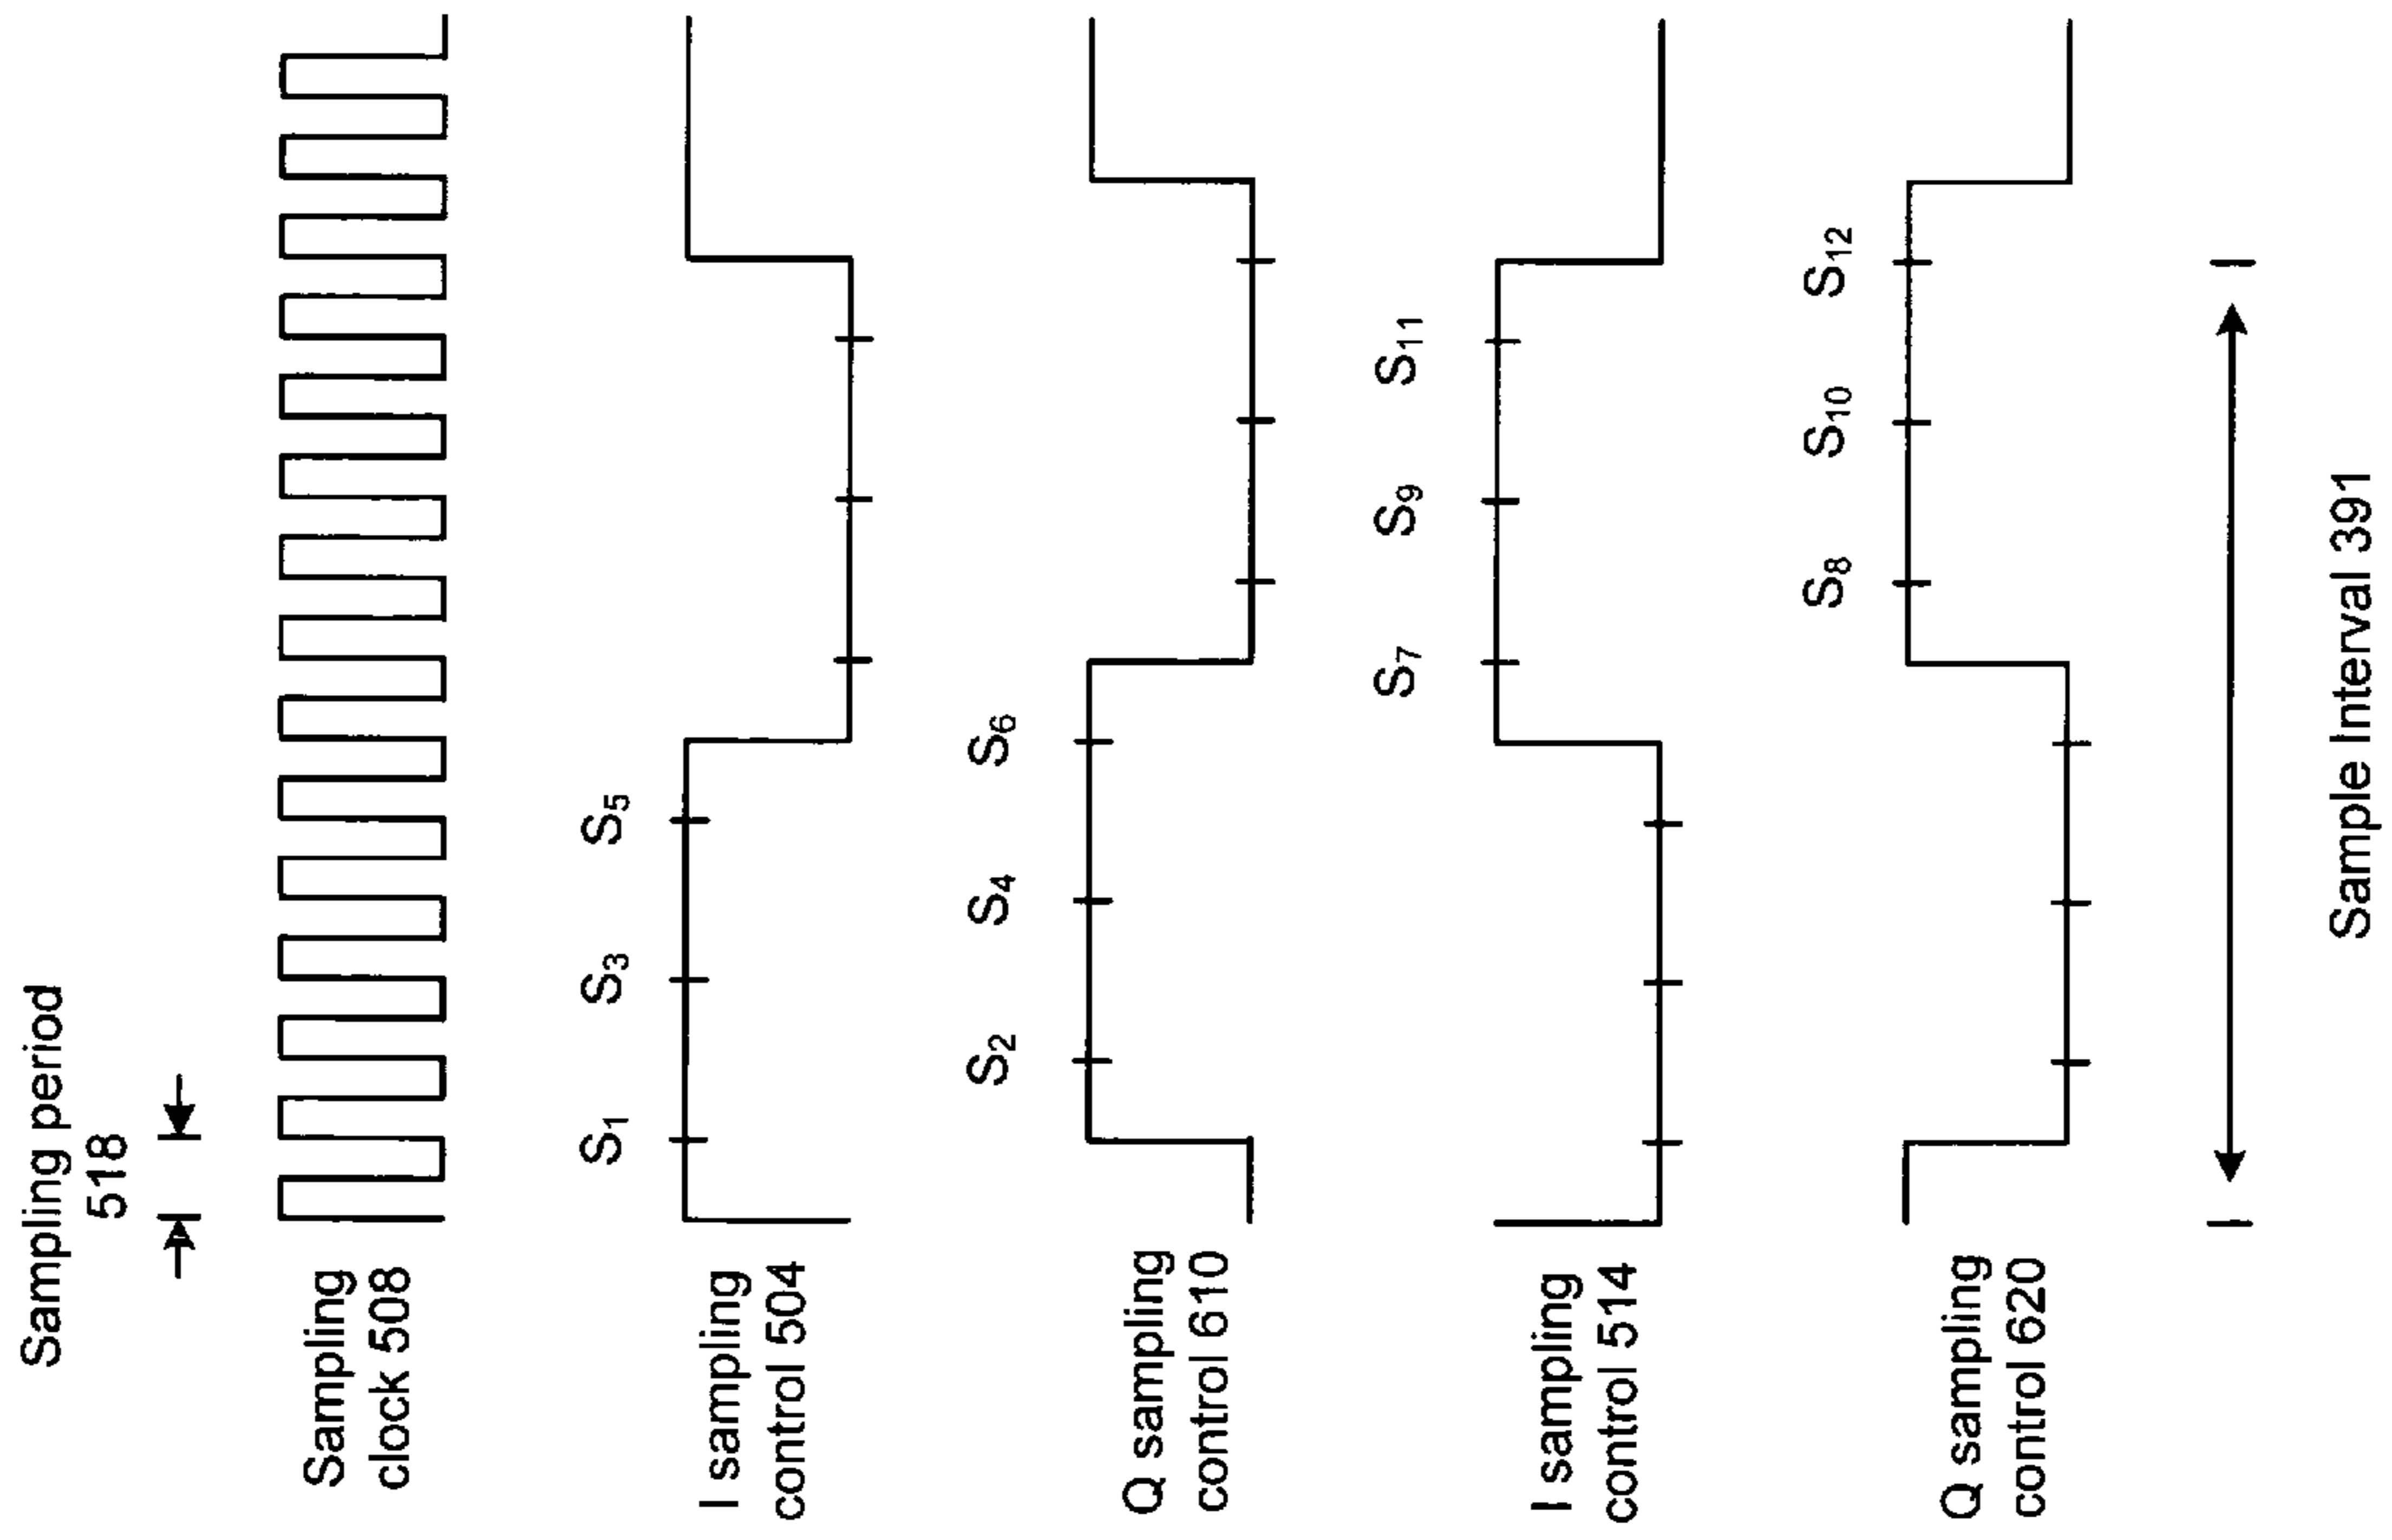 Sampling period
518
Sampling
clock 508
I sampling
control 504
S1 S3 S5
Q sampling
control 610
S2 S4 S6
I sampling
control 514
S7 S9 S11
Q sampling
control 620
S8 S10 S12
Sample Interval 391